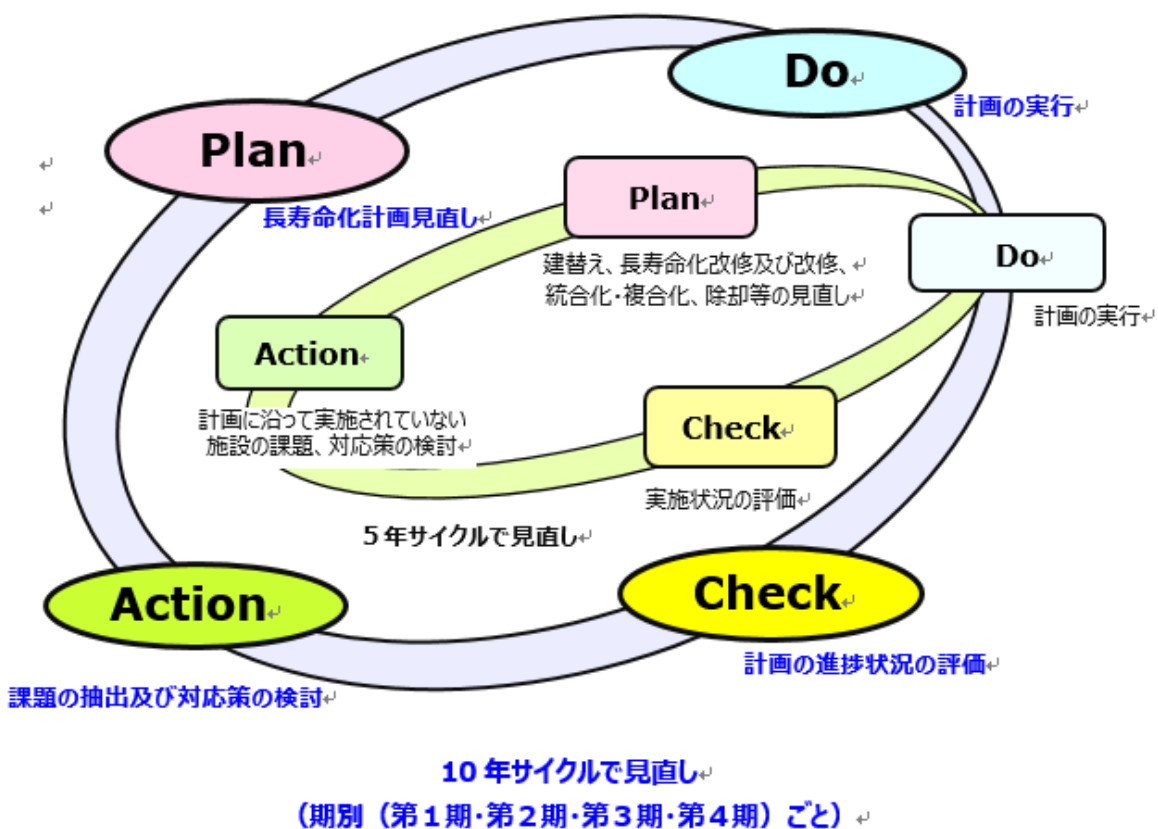 Do
計画の実行
Plan
長寿命化計画見直し
Plan
建替え、長寿命化改修及び改修、
統合化・複合化、除却等の見直し
Do
計画の実行
Action
計画に沿って実施されていない
施設の課題、対応策の検討
Check
実施状況の評価
５年サイクルで見直し
Action
課題の抽出及び対応策の検討
Check
計画の進捗状況の評価
10 年サイクルで見直し
（期別（第１期・第２期・第３期・第４期）ごと）